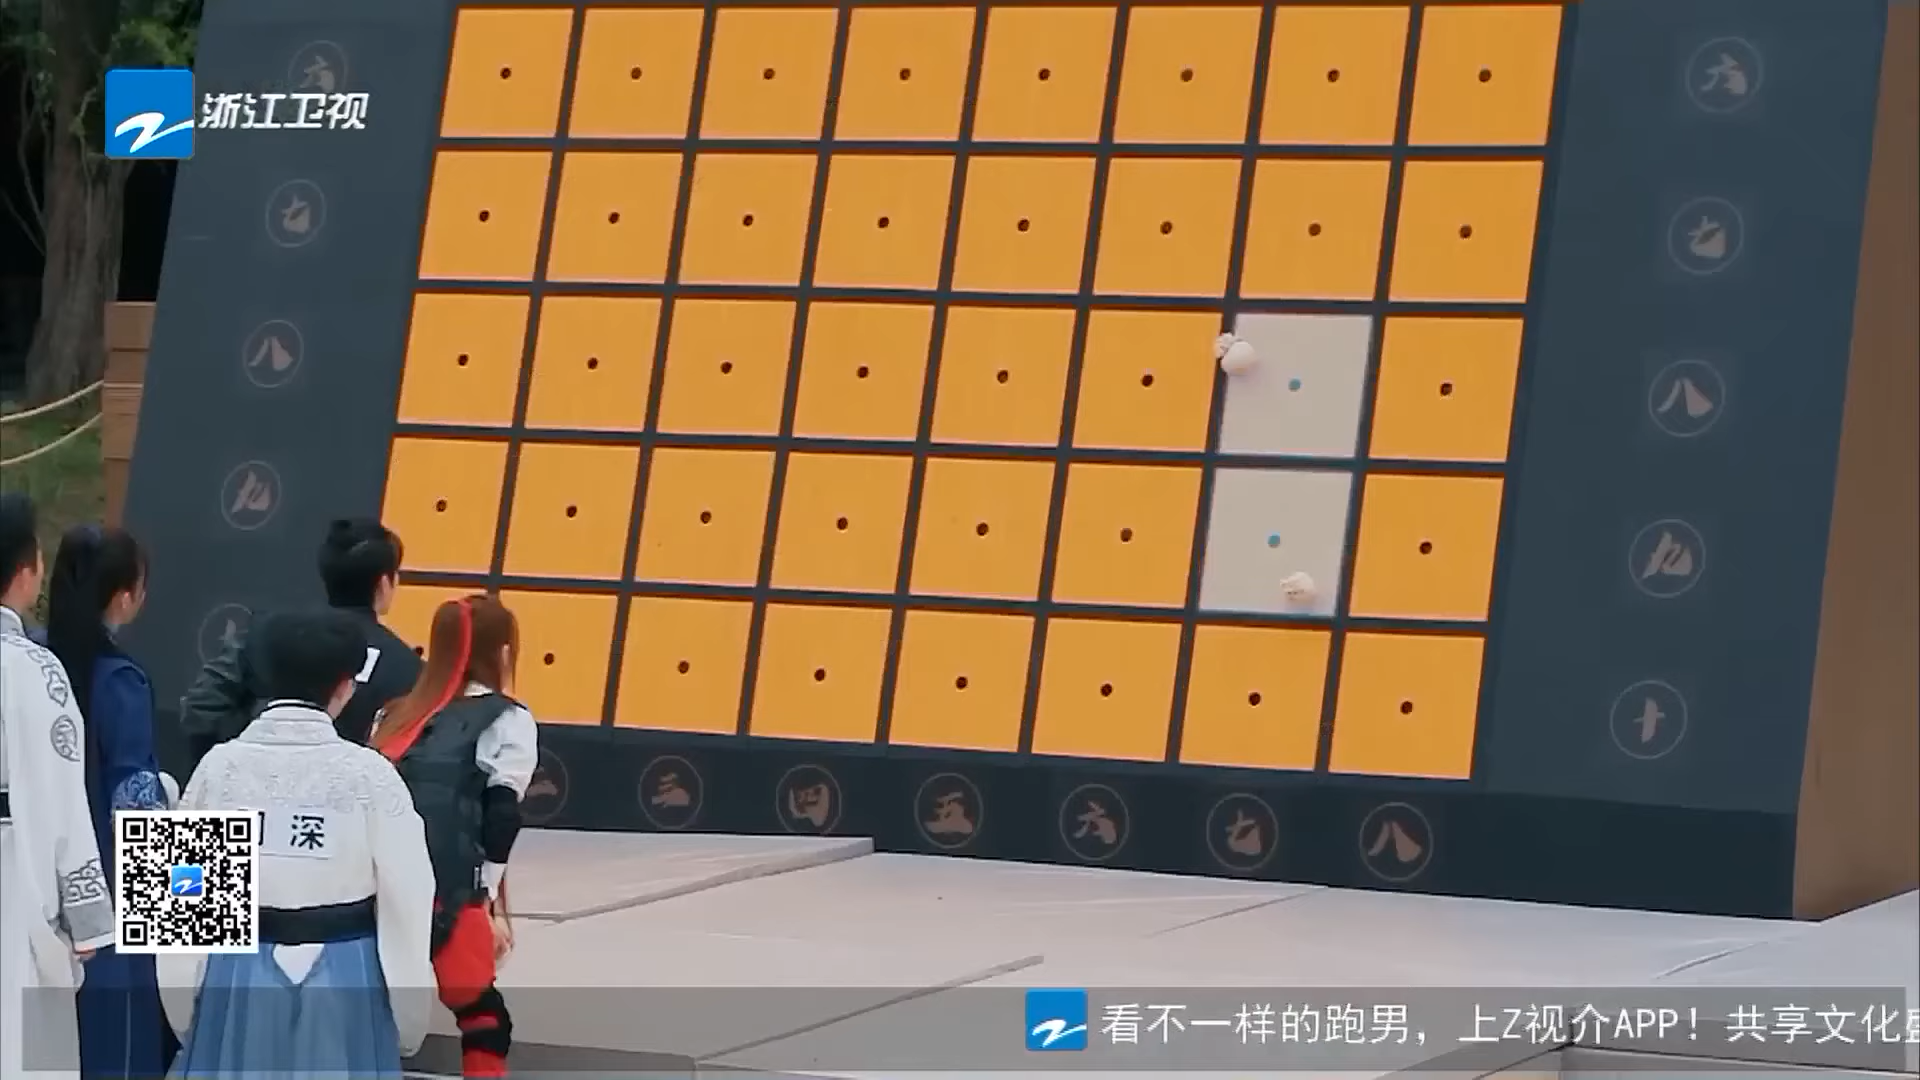 六
浙江卫视
六
七
七
八
八
九
九
十
十
二 三 四 五 六 七 八
深
看不一样的跑男，上Z视介APP！共享文化